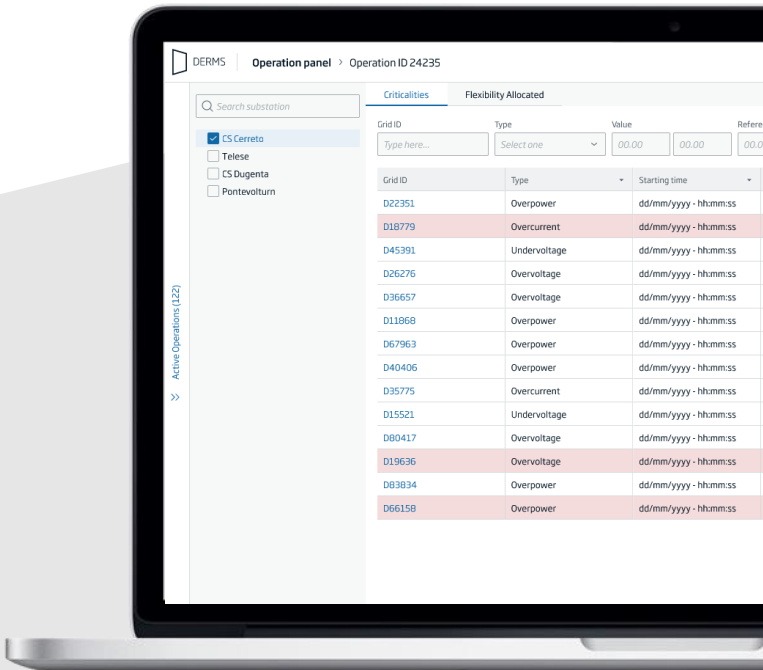 DERMS
Operation panel > Operation ID 24235
Search substation
CS Cerreto
Telese
CS Dugenta
Pontevolturn
Active Operations (122)
Criticalities Flexibility Allocated
Grid ID Type Value Refere
Type here... Select one 00.00 00.00 00.0
Grid ID Type Starting time
D22351 Overpower dd/mm/yyyy - hh:mm:ss
D18779 Overcurrent dd/mm/yyyy - hh:mm:ss
D45391 Undervoltage dd/mm/yyyy - hh:mm:ss
D26276 Overvoltage dd/mm/yyyy - hh:mm:ss
D36657 Overvoltage dd/mm/yyyy - hh:mm:ss
D11868 Overpower dd/mm/yyyy - hh:mm:ss
D67963 Overpower dd/mm/yyyy - hh:mm:ss
D40406 Overpower dd/mm/yyyy - hh:mm:ss
D35775 Overcurrent dd/mm/yyyy - hh:mm:ss
D15521 Undervoltage dd/mm/yyyy - hh:mm:ss
D80417 Overvoltage dd/mm/yyyy - hh:mm:ss
D19636 Overvoltage dd/mm/yyyy - hh:mm:ss
D83834 Overpower dd/mm/yyyy - hh:mm:ss
D66158 Overpower dd/mm/yyyy - hh:mm:ss